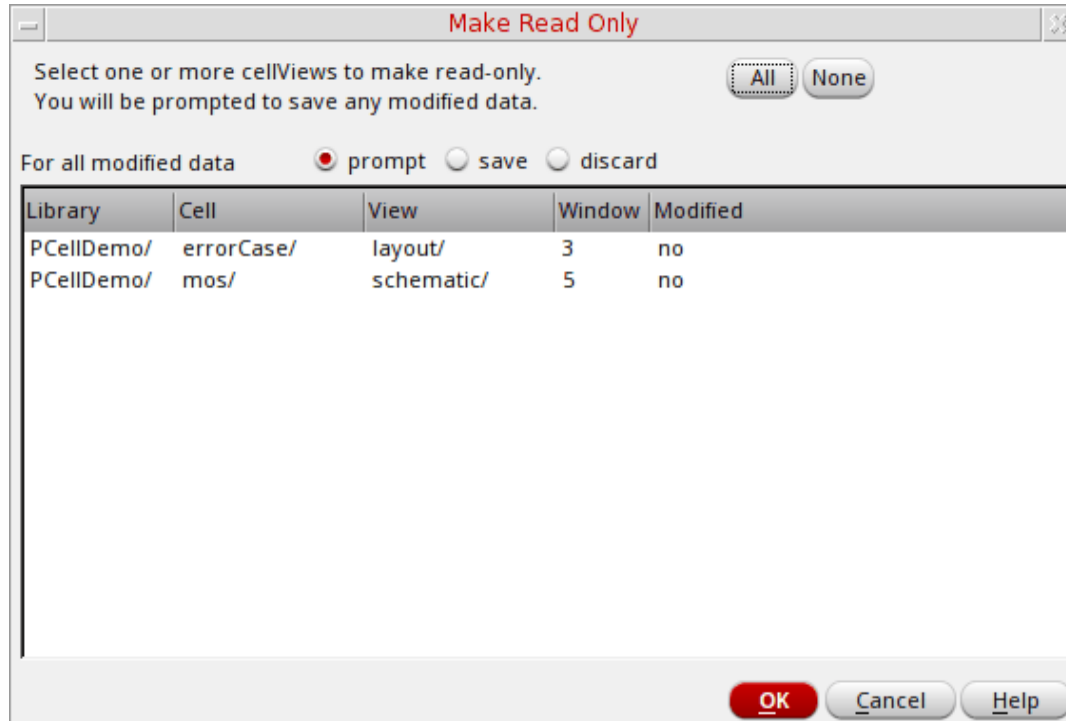 Make Read Only
Select one or more cellViews to make read-only.
You will be prompted to save any modified data.
All None
For all modified data prompt save discard
Library Cell View Window Modified
PCellDemo/ errorCase/ layout/ 3 no
PCellDemo/ mos/ schematic/ 5 no
OK Cancel Help